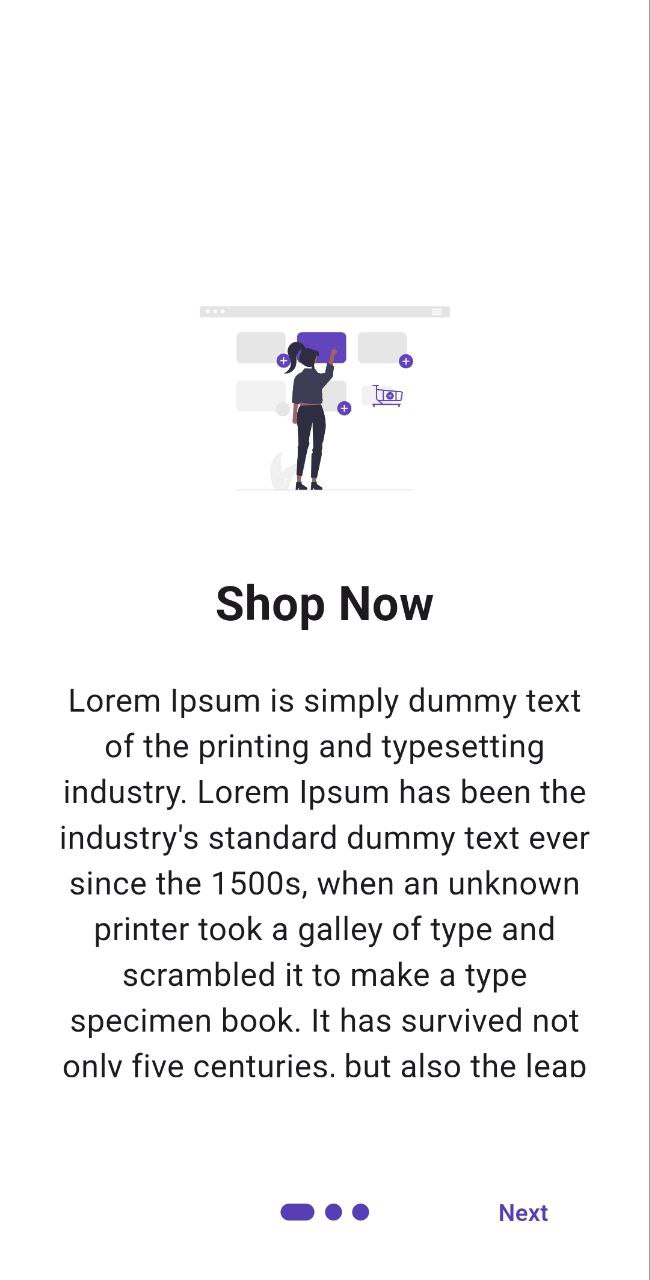 Shop Now
Lorem Ipsum is simply dummy text
of the printing and typesetting
industry. Lorem Ipsum has been the
industry's standard dummy text ever
since the 1500s, when an unknown
printer took a galley of type and
scrambled it to make a type
specimen book. It has survived not
only five centuries, but also the leap
Next